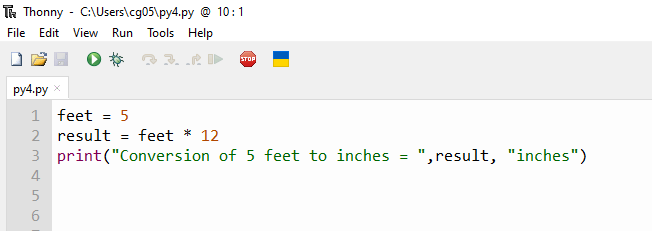 Thonny - C:\Users\cg05\py4.py @ 10:1
File Edit View Run Tools Help
STOP
py4.py ×
1 feet = 5
2 result = feet * 12
3 print("Conversion of 5 feet to inches = ",result, "inches")
4
5
6
7